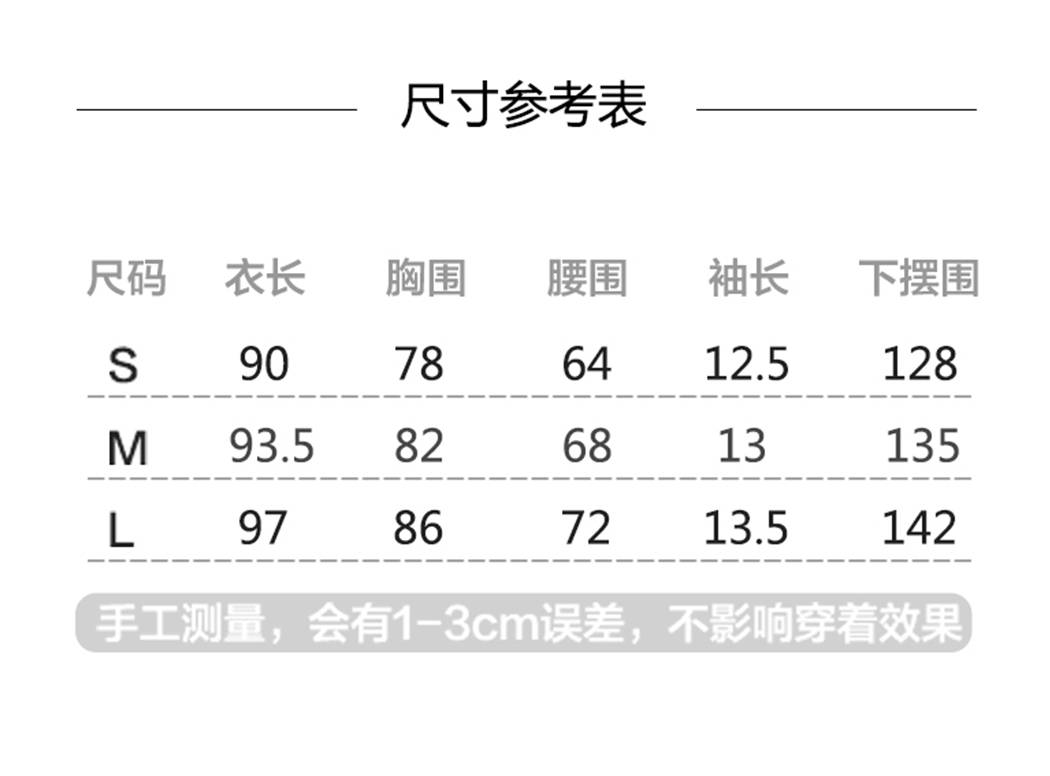 尺寸参考表
尺码 衣长 胸围 腰围 袖长 下摆围
S 90 78 64 12.5 128
M 93.5 82 68 13 135
L 97 86 72 13.5 142
手工测量，会有1-3cm误差，不影响穿着效果